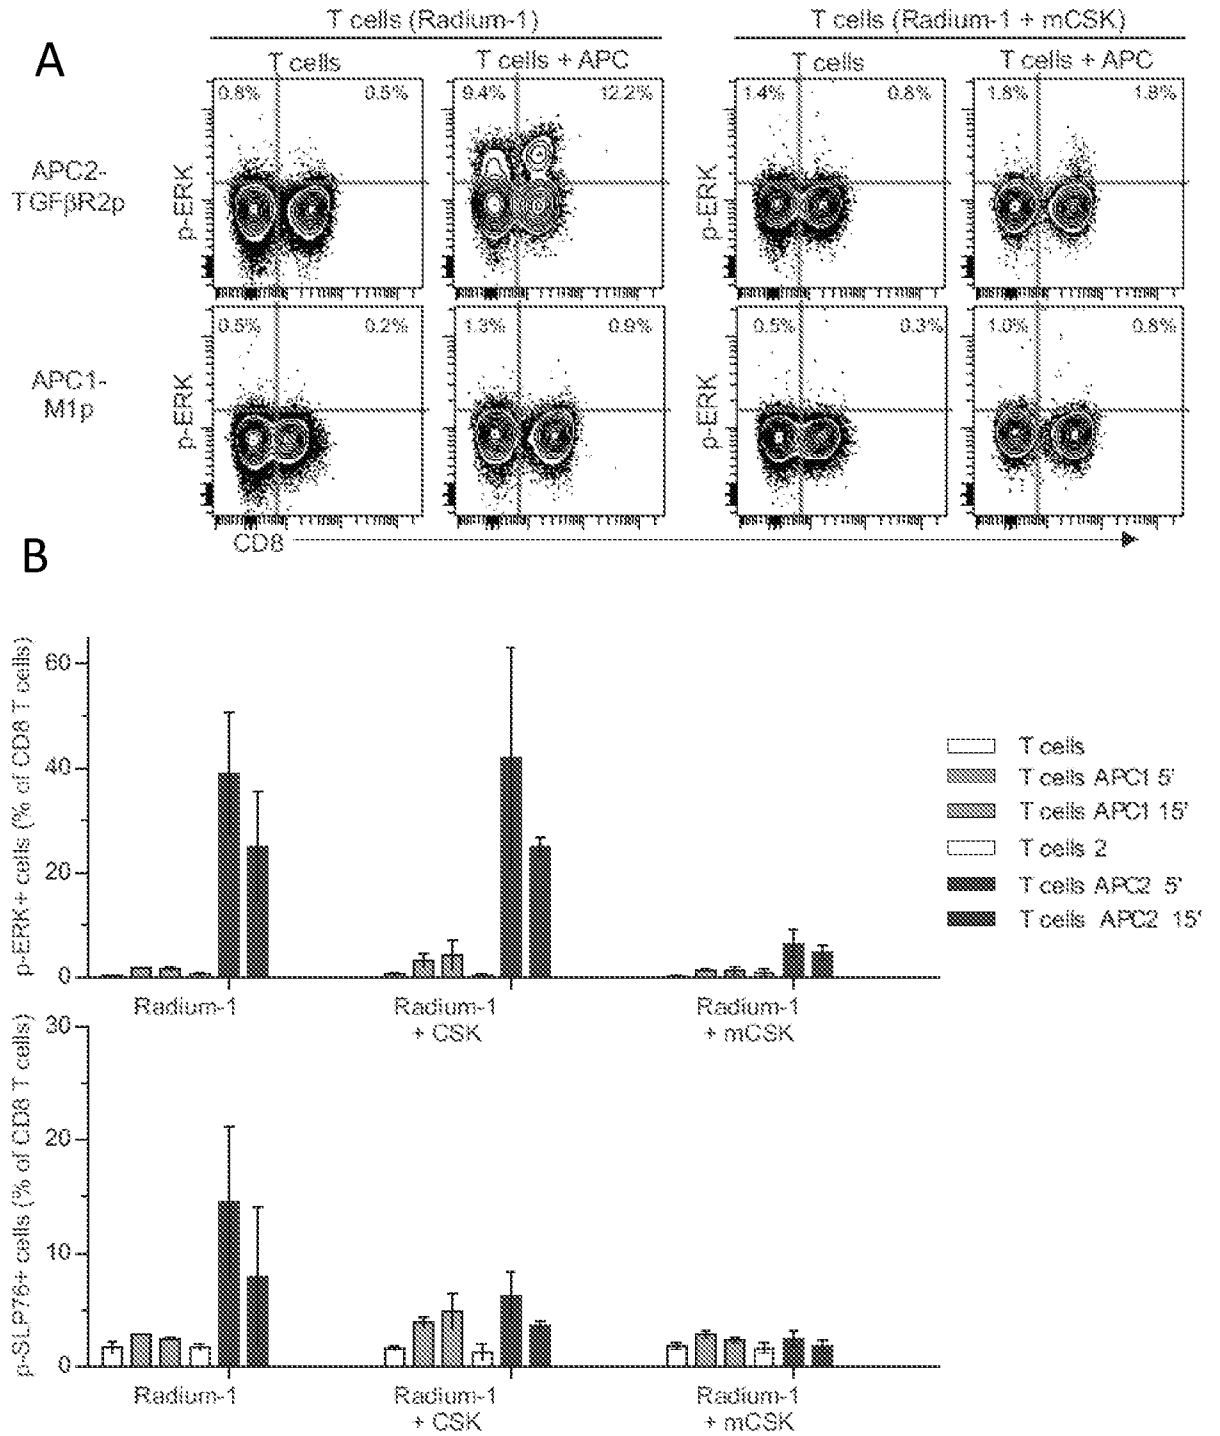 A
T cells (Radium-1)
T cells (Radium-1 + mCSK)
T cells
T cells + APC
T cells
T cells + APC
APC2-
TGFβR2p
p-ERK
0.8%
0.5%
9.4%
12.2%
p-ERK
1.4%
0.8%
1.8%
1.8%
APC1-
M1p
p-ERK
0.5%
0.2%
1.3%
0.9%
p-ERK
0.5%
0.3%
1.0%
0.8%
CD8
B
p-ERK+ cells (% of CD8 T cells)
60
40
20
0
Radium-1
Radium-1
+ CSK
Radium-1
+ mCSK
T cells
T cells APC1 5'
T cells APC1 15'
T cells 2
T cells APC2 5'
T cells APC2 15'
p-SLP76+ cells (% of CD8 T cells)
30
20
10
0
Radium-1
Radium-1
+ CSK
Radium-1
+ mCSK